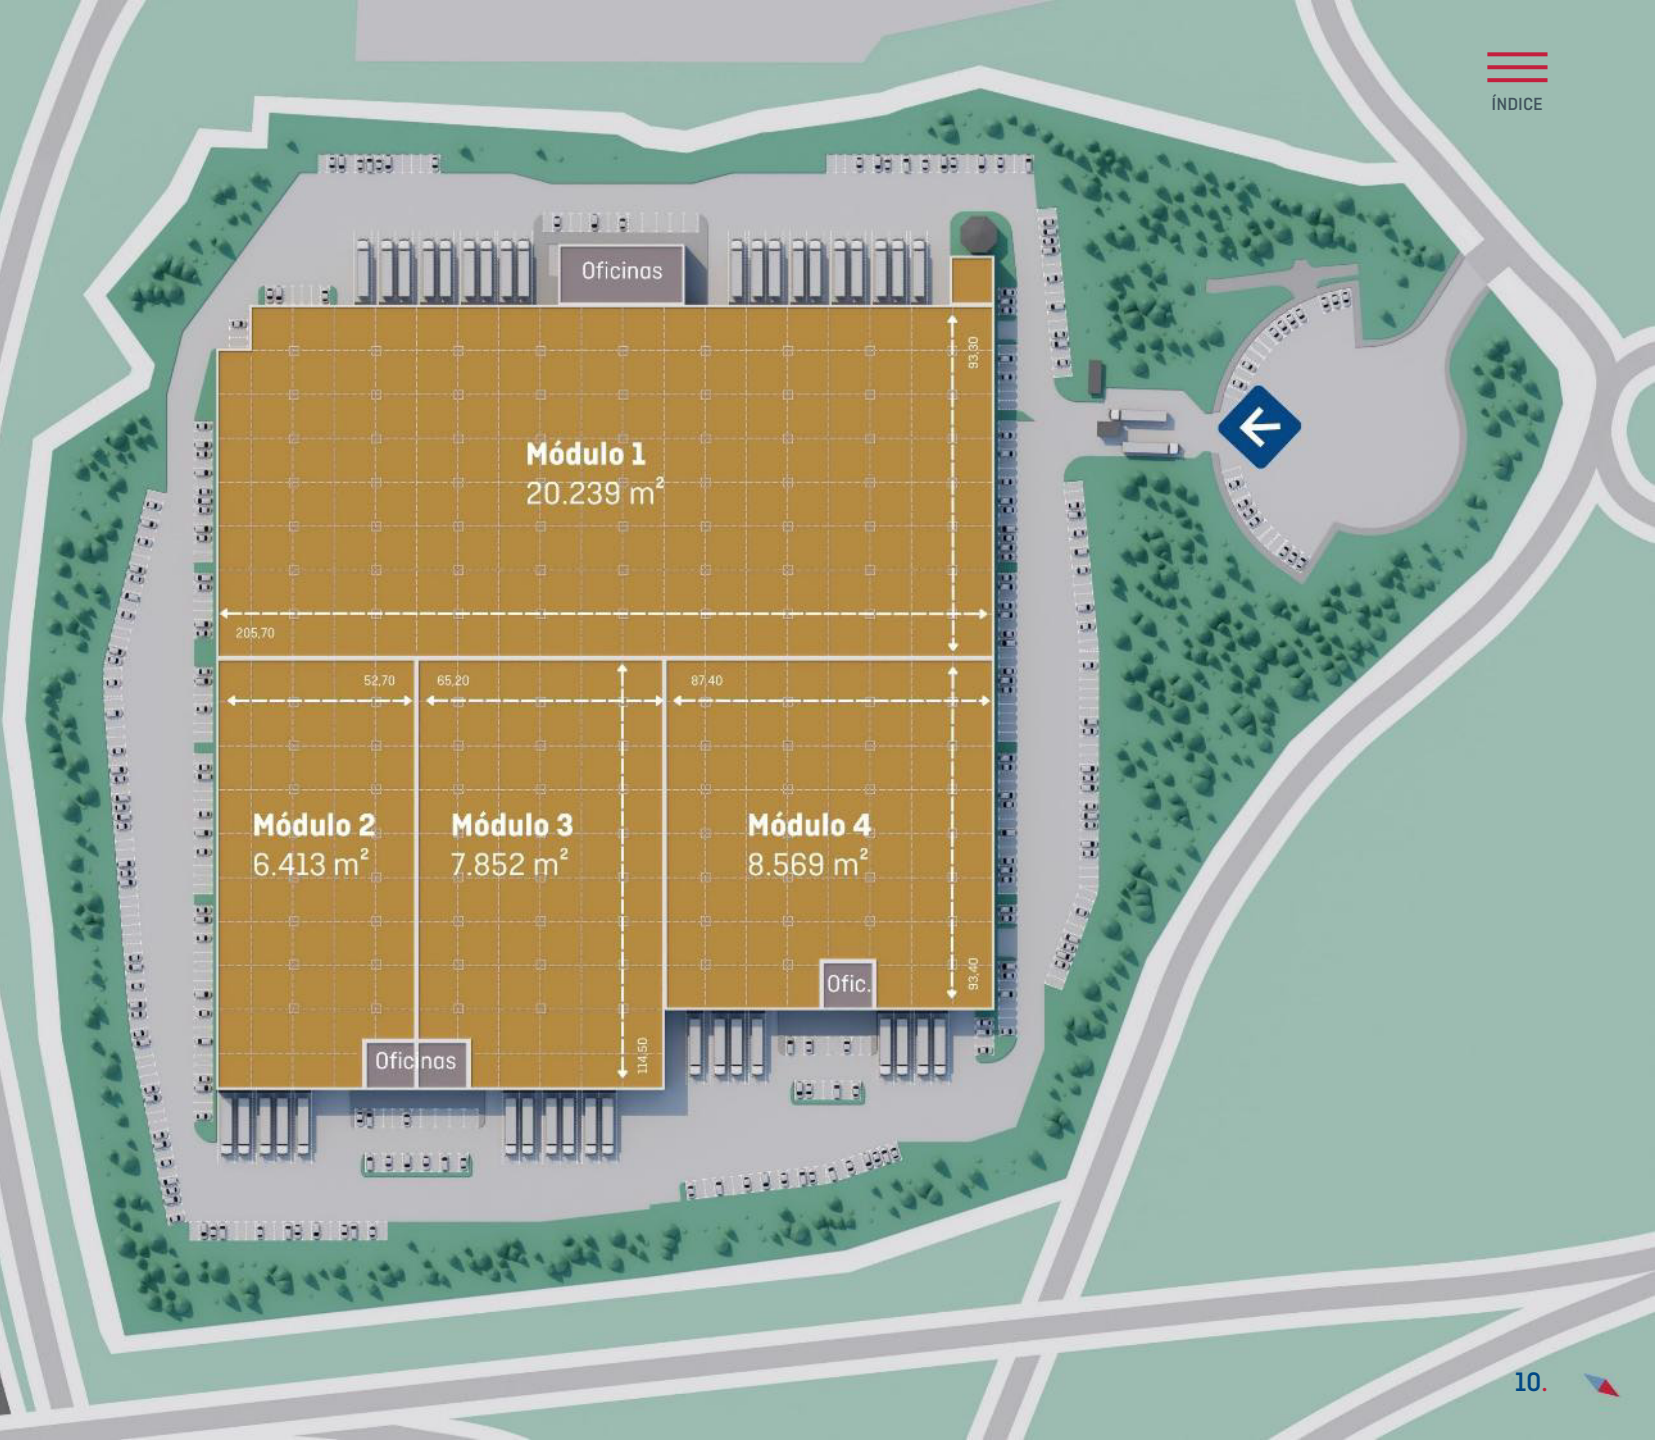 ÍNDICE
Oficinas
93,30
Módulo 1
20.239 m²
205,70
52,70
65,20
87,40
Módulo 2
6.413 m²
Módulo 3
7.852 m²
Módulo 4
8.569 m²
93,40
Ofic.
114,50
Oficinas
10.